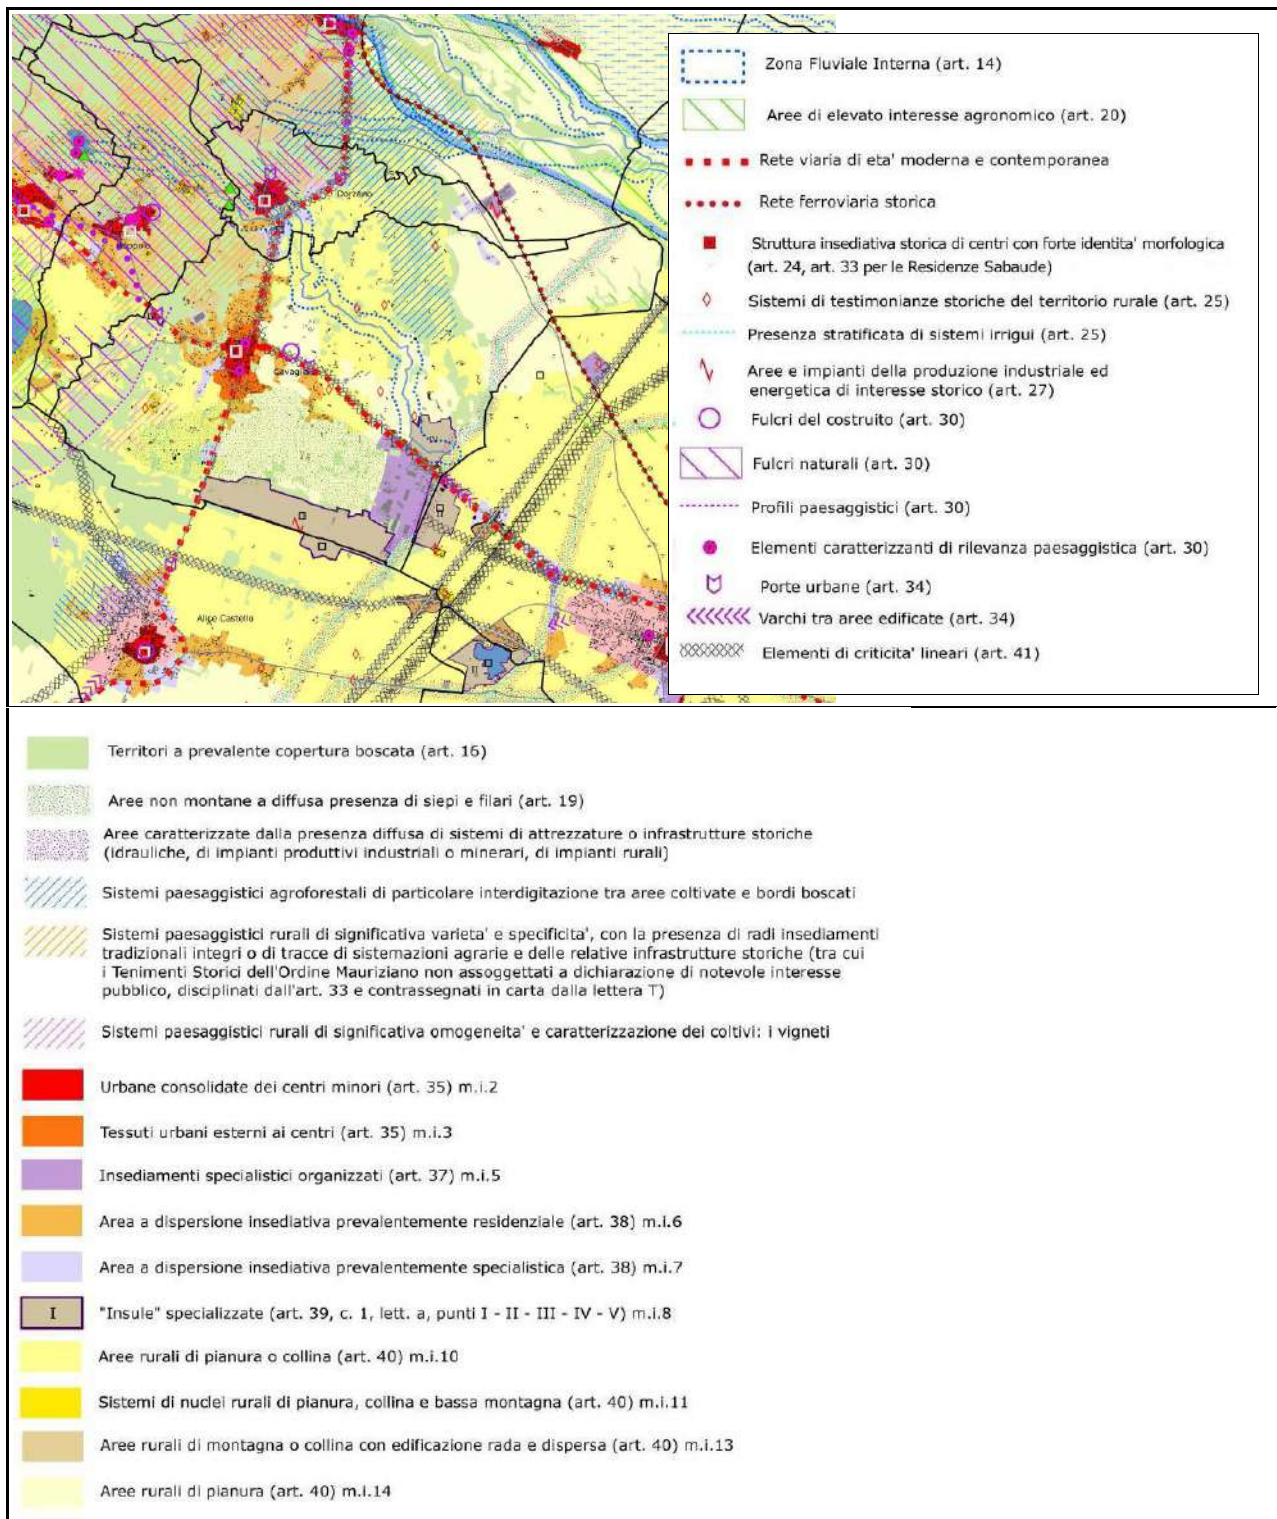 Dorzano
Cavaglià
Alice Castello
Zona Fluviale Interna (art. 14)
Aree di elevato interesse agronomico (art. 20)
Rete viaria di eta' moderna e contemporanea
Rete ferroviaria storica
Struttura insediativa storica di centri con forte identita' morfologica
(art. 24, art. 33 per le Residenze Sabaude)
Sistemi di testimonianze storiche del territorio rurale (art. 25)
Presenza stratificata di sistemi irrigui (art. 25)
Aree e impianti della produzione industriale ed
energetica di interesse storico (art. 27)
Fulcri del costruito (art. 30)
Fulcri naturali (art. 30)
Profili paesaggistici (art. 30)
Elementi caratterizzanti di rilevanza paesaggistica (art. 30)
Porte urbane (art. 34)
Varchi tra aree edificate (art. 34)
Elementi di criticita' lineari (art. 41)
Territori a prevalente copertura boscata (art. 16)
Aree non montane a diffusa presenza di siepi e filari (art. 19)
Aree caratterizzate dalla presenza diffusa di sistemi di attrezzature o infrastrutture storiche
(idrauliche, di impianti produttivi industriali o minerari, di impianti rurali)
Sistemi paesaggistici agroforestali di particolare interdigitazione tra aree coltivate e bordi boscati
Sistemi paesaggistici rurali di significativa varieta' e specificita', con la presenza di radi insediamenti
tradizionali integri o di tracce di sistemazioni agrarie e delle relative infrastrutture storiche (tra cui
i Tenimenti Storici dell'Ordine Mauriziano non assoggettati a dichiarazione di notevole interesse
pubblico, disciplinati dall'art. 33 e contrassegnati in carta dalla lettera T)
Sistemi paesaggistici rurali di significativa omogeneita' e caratterizzazione dei coltivi: i vigneti
Urbane consolidate dei centri minori (art. 35) m.i.2
Tessuti urbani esterni ai centri (art. 35) m.i.3
Insediamenti specialistici organizzati (art. 37) m.i.5
Area a dispersione insediativa prevalentemente residenziale (art. 38) m.i.6
Area a dispersione insediativa prevalentemente specialistica (art. 38) m.i.7
I "Insule" specializzate (art. 39, c. 1, lett. a, punti I - II - III - IV - V) m.i.8
Aree rurali di pianura o collina (art. 40) m.i.10
Sistemi di nuclei rurali di pianura, collina e bassa montagna (art. 40) m.i.11
Aree rurali di montagna o collina con edificazione rada e dispersa (art. 40) m.i.13
Aree rurali di pianura (art. 40) m.i.14